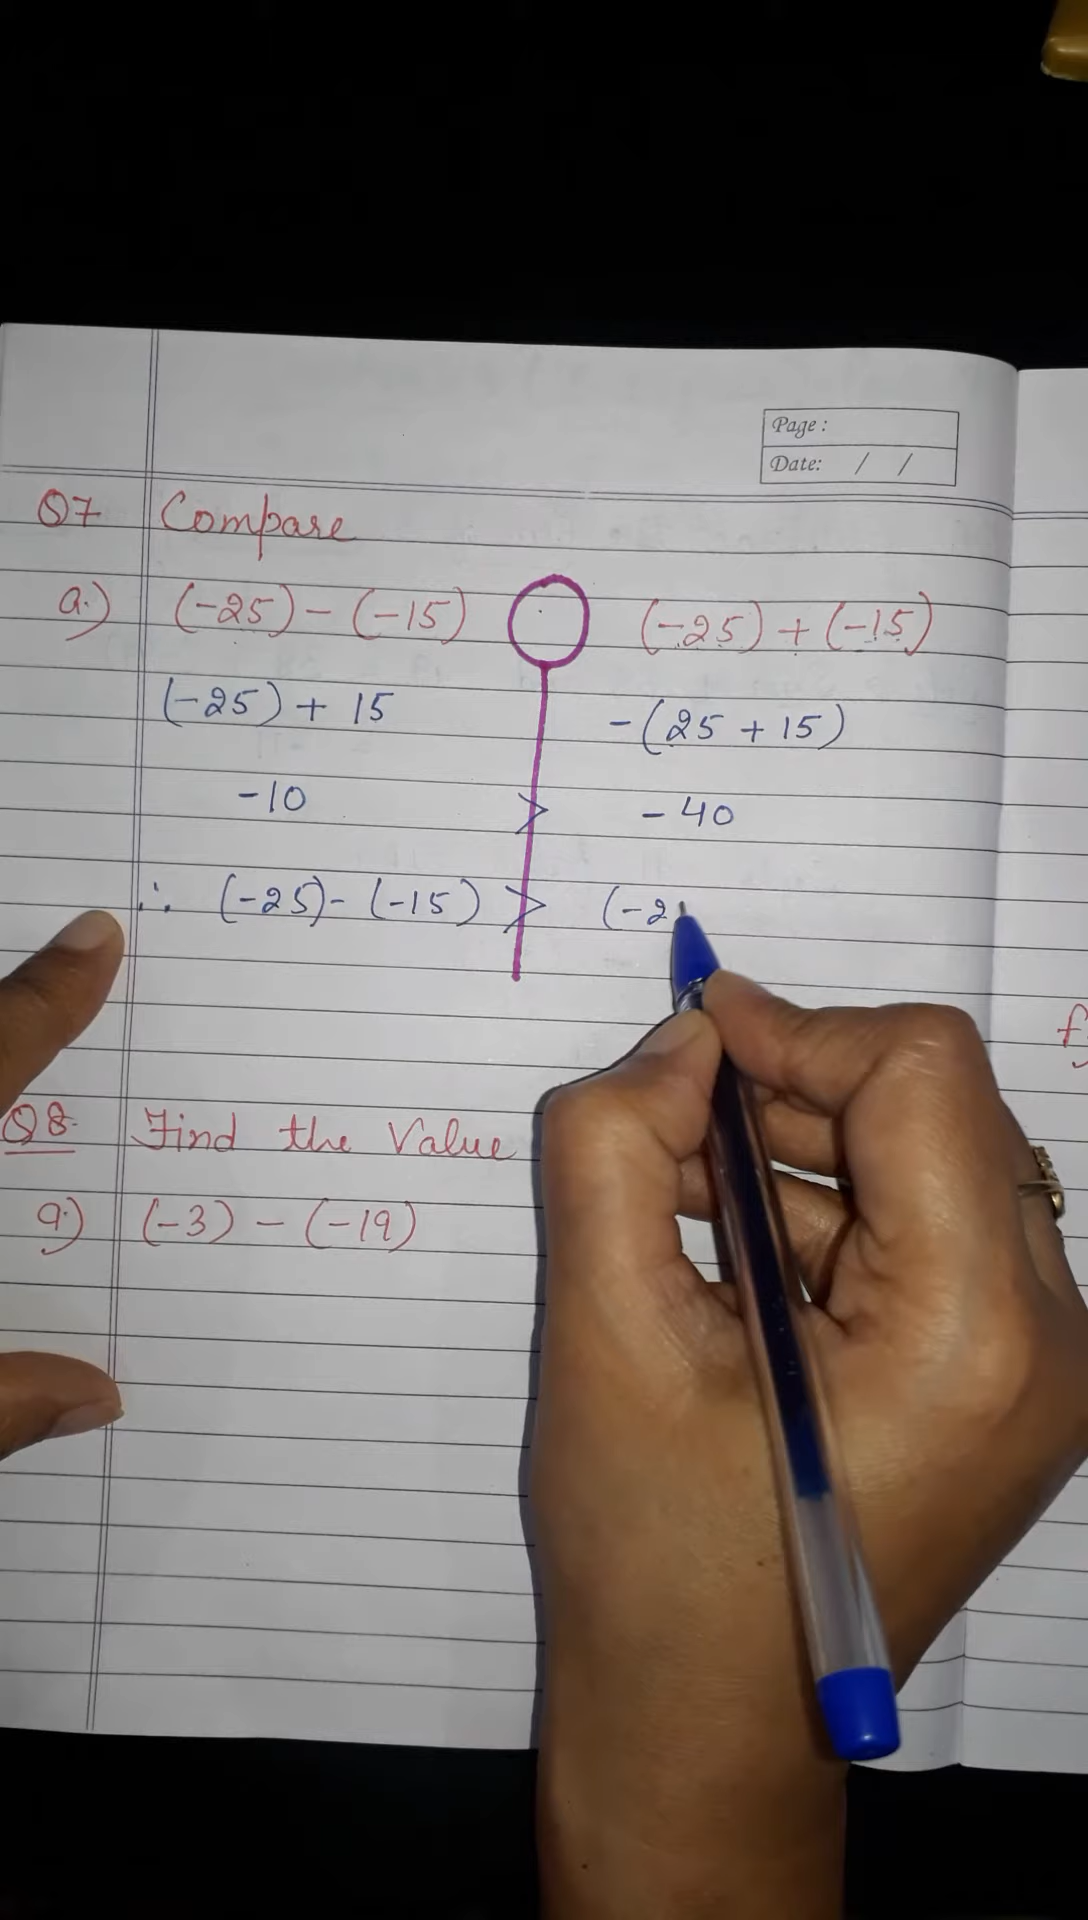 Page :
Date: / /
Q7 Compare
a.) (-25) - (-15) (-25) + (-15)
(-25) + 15 -(25 + 15)
-10 > -40
∴ (-25) - (-15) > (-2
Q8. Find the Value
a.) (-3) - (-19)
f.